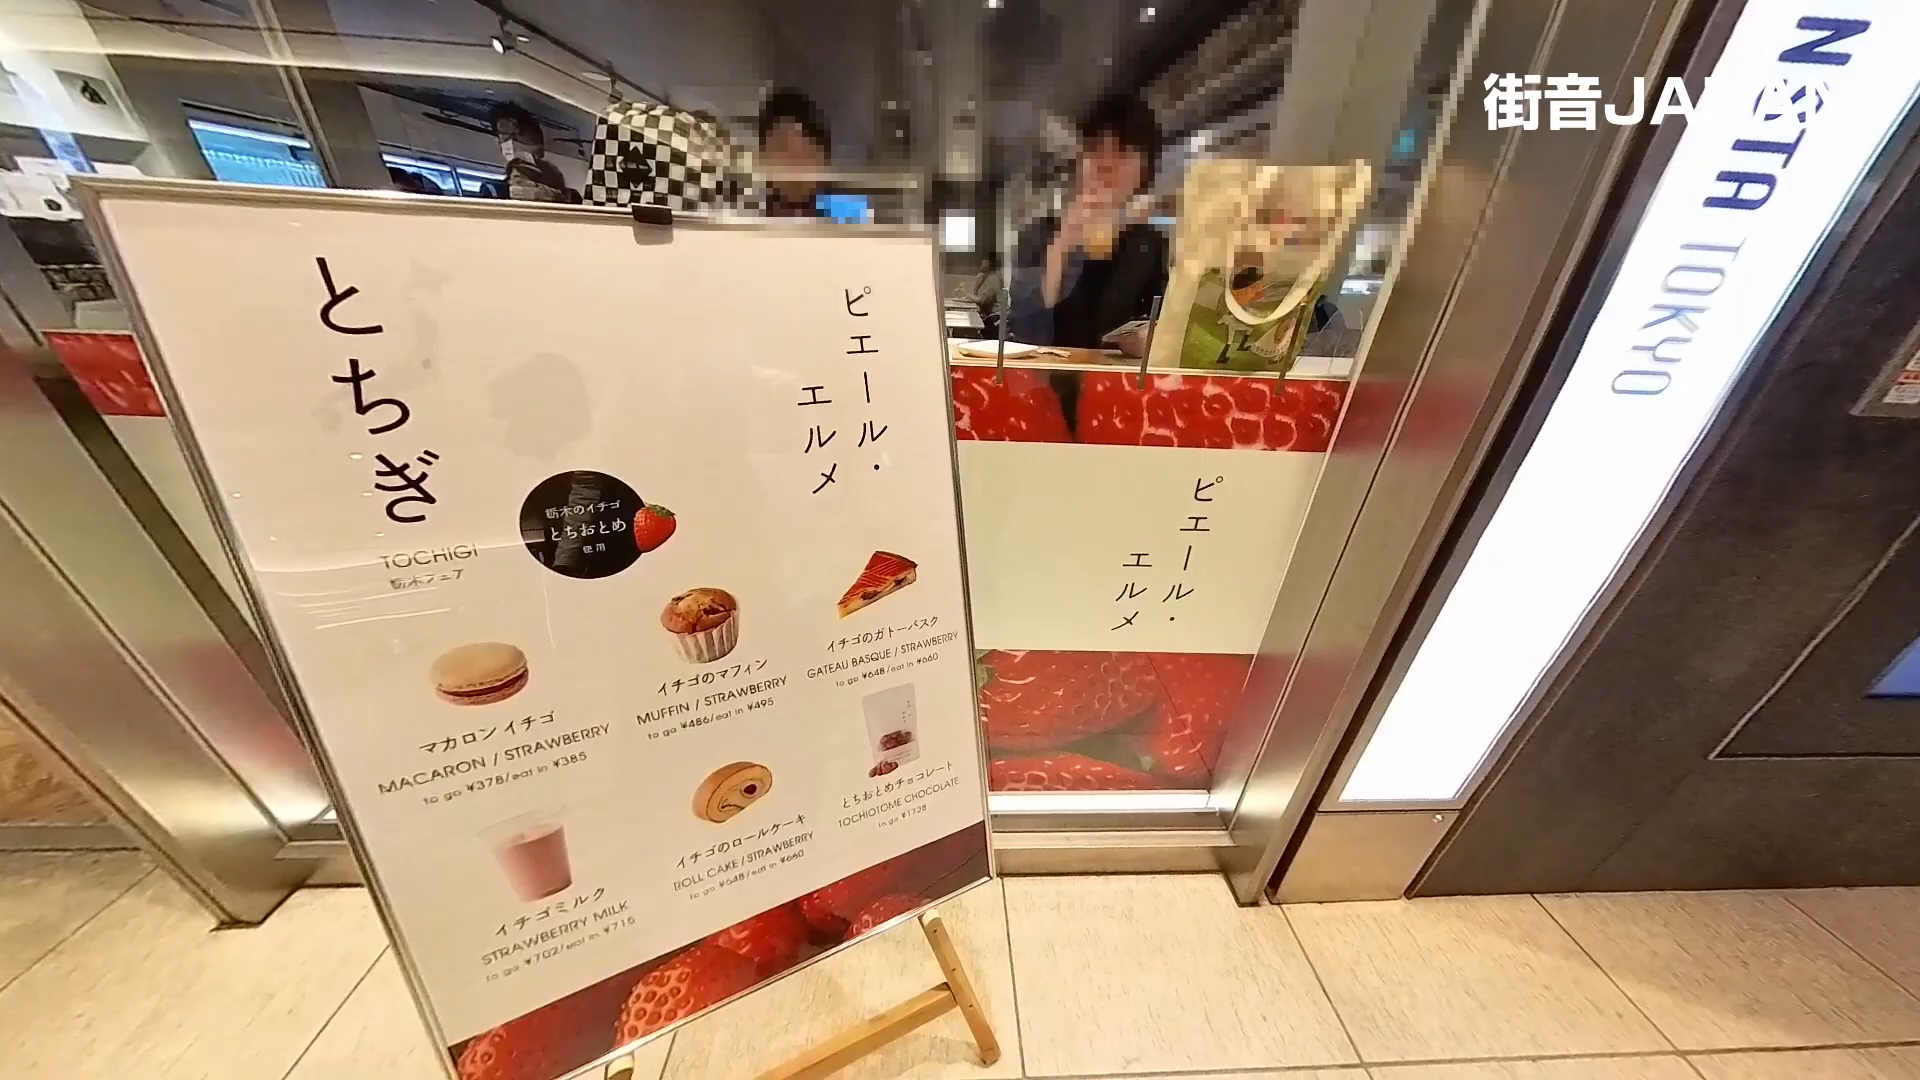 街音JAPAN
とちぎ
TOCHIGI
栃木フェア
ピエール・
エルメ
栃木のイチゴ
とちおとめ
使用
マカロン イチゴ
MACARON / STRAWBERRY
to go ¥378/eat in ¥385
イチゴのマフィン
MUFFIN / STRAWBERRY
to go ¥486/eat in ¥495
イチゴのガトーバスク
GATEAU BASQUE / STRAWBERRY
to go ¥648/eat in ¥660
イチゴミルク
STRAWBERRY MILK
to go ¥702/eat in ¥715
イチゴのロールケーキ
ROLL CAKE / STRAWBERRY
to go ¥648/eat in ¥660
とちおとめチョコレート
TOCHIOTOME CHOCOLATE
to go ¥1728
ピエール・
エルメ
TOKYO